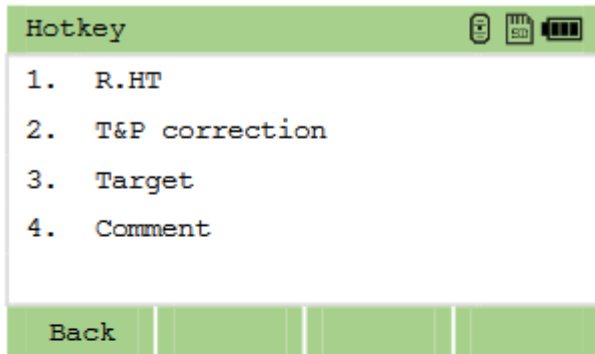 Hotkey
1. R.HT
2. T&P correction
3. Target
4. Comment
Back